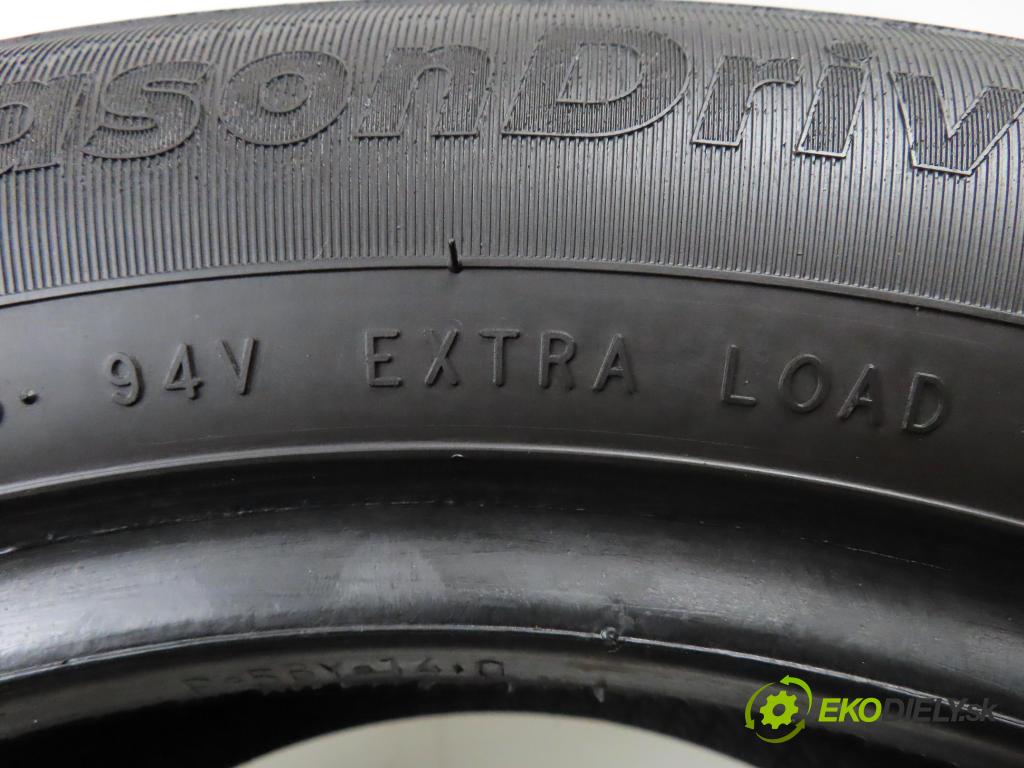 asonDriv
94V EXTRA LOAD
EKODIELY.sk